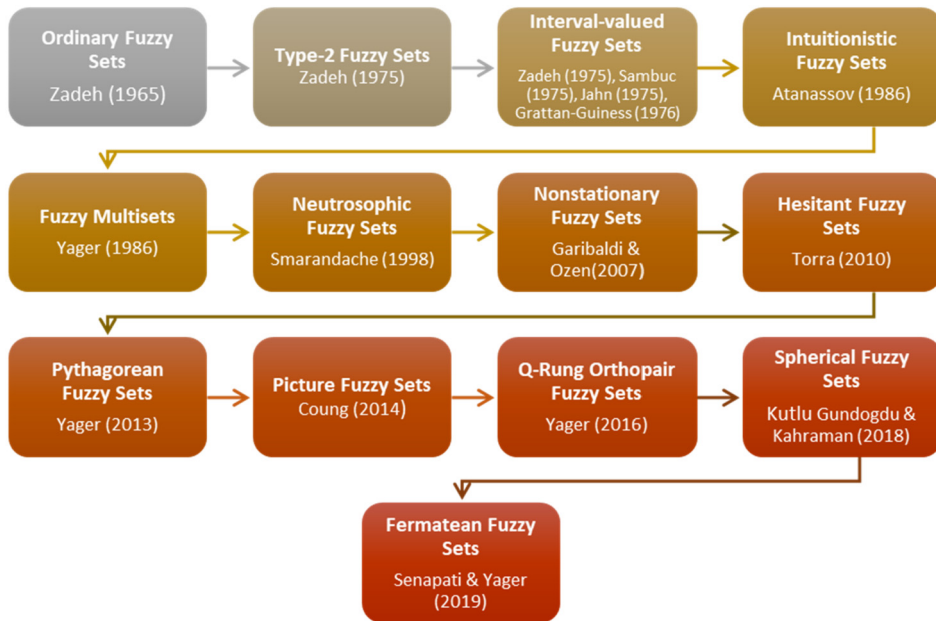 Ordinary Fuzzy
Sets
Zadeh (1965)
Type-2 Fuzzy Sets
Zadeh (1975)
Interval-valued
Fuzzy Sets
Zadeh (1975), Sambuc
(1975), Jahn (1975),
Grattan-Guiness (1976)
Intuitionistic
Fuzzy Sets
Atanassov (1986)
Fuzzy Multisets
Yager (1986)
Neutrosophic
Fuzzy Sets
Smarandache (1998)
Nonstationary
Fuzzy Sets
Garibaldi &
Ozen(2007)
Hesitant Fuzzy
Sets
Torra (2010)
Pythagorean
Fuzzy Sets
Yager (2013)
Picture Fuzzy Sets
Coung (2014)
Q-Rung Orthopair
Fuzzy Sets
Yager (2016)
Spherical Fuzzy
Sets
Kutlu Gundogdu &
Kahraman (2018)
Fermatean Fuzzy
Sets
Senapati & Yager
(2019)